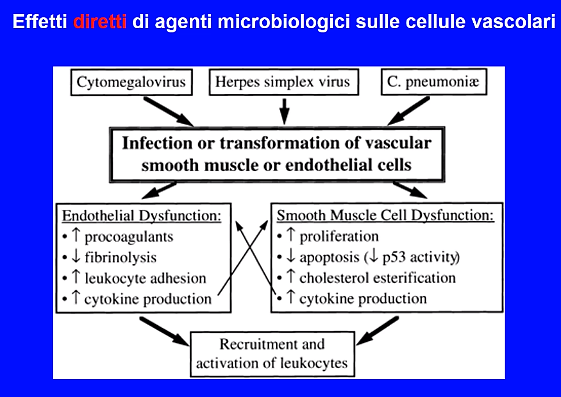 Effetti diretti di agenti microbiologici sulle cellule vascolari
Cytomegalovirus
Herpes simplex virus
C. pneumoniæ
Infection or transformation of vascular
smooth muscle or endothelial cells
Endothelial Dysfunction:
• ↑ procoagulants
• ↓ fibrinolysis
• ↑ leukocyte adhesion
• ↑ cytokine production
Smooth Muscle Cell Dysfunction:
• ↑ proliferation
• ↓ apoptosis (↓ p53 activity)
• ↑ cholesterol esterification
• ↑ cytokine production
Recruitment and
activation of leukocytes